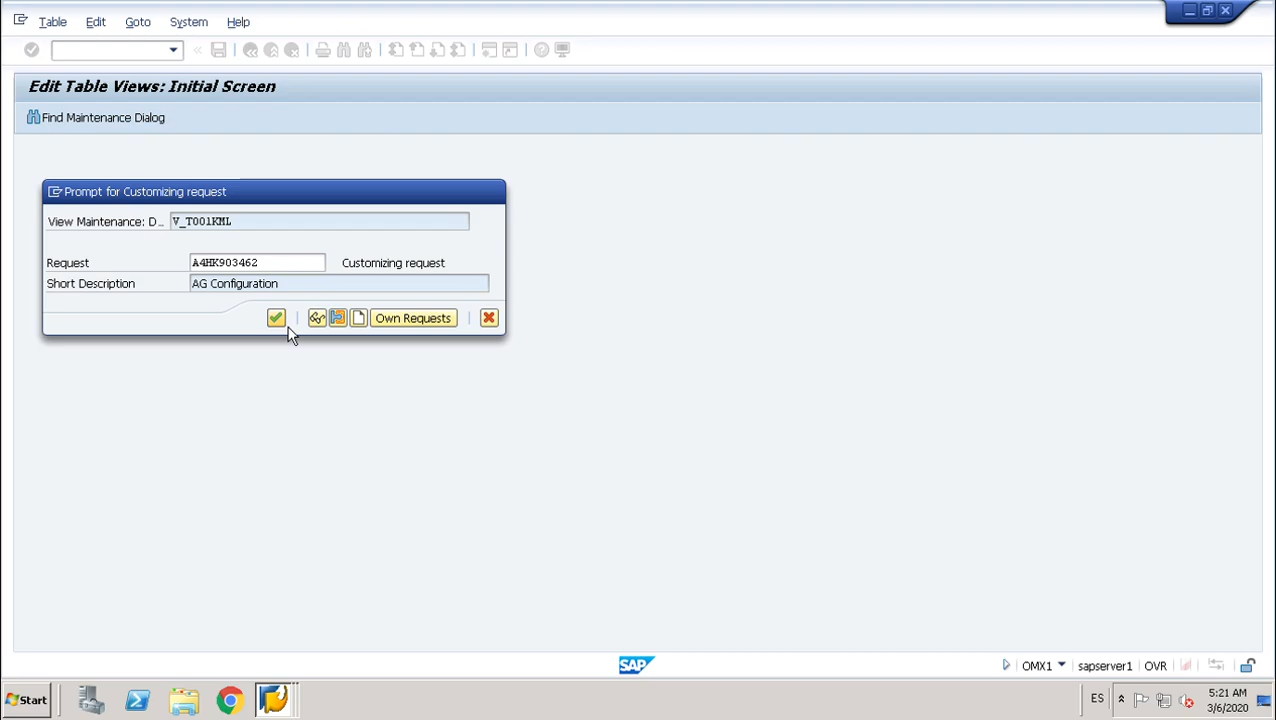 Table Edit Goto System Help
Edit Table Views: Initial Screen
Find Maintenance Dialog
Prompt for Customizing request
View Maintenance: D... V_T001KML
Request A4HK903462 Customizing request
Short Description AG Configuration
Own Requests
SAP OMX1 sapserver1 OVR
Start ES 5:21 AM
3/6/2020